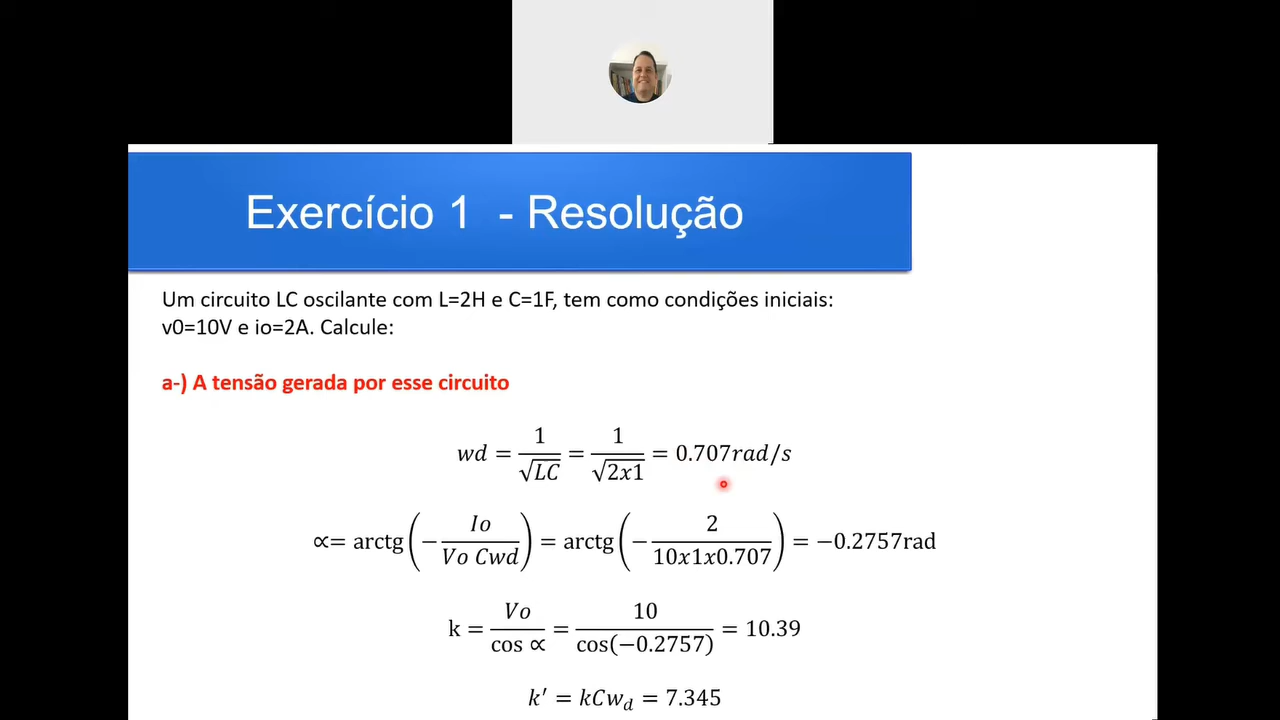 Exercício 1 - Resolução
Um circuito LC oscilante com L=2H e C=1F, tem como condições iniciais:
v0=10V e io=2A. Calcule:
a-) A tensão gerada por esse circuito
wd = 1/√LC = 1/√2x1 = 0.707rad/s
∝= arctg(−Io/Vo Cwd) = arctg(−2/10x1x0.707) = −0.2757rad
k = Vo/cos ∝ = 10/cos(−0.2757) = 10.39
k′ = kCw_d = 7.345